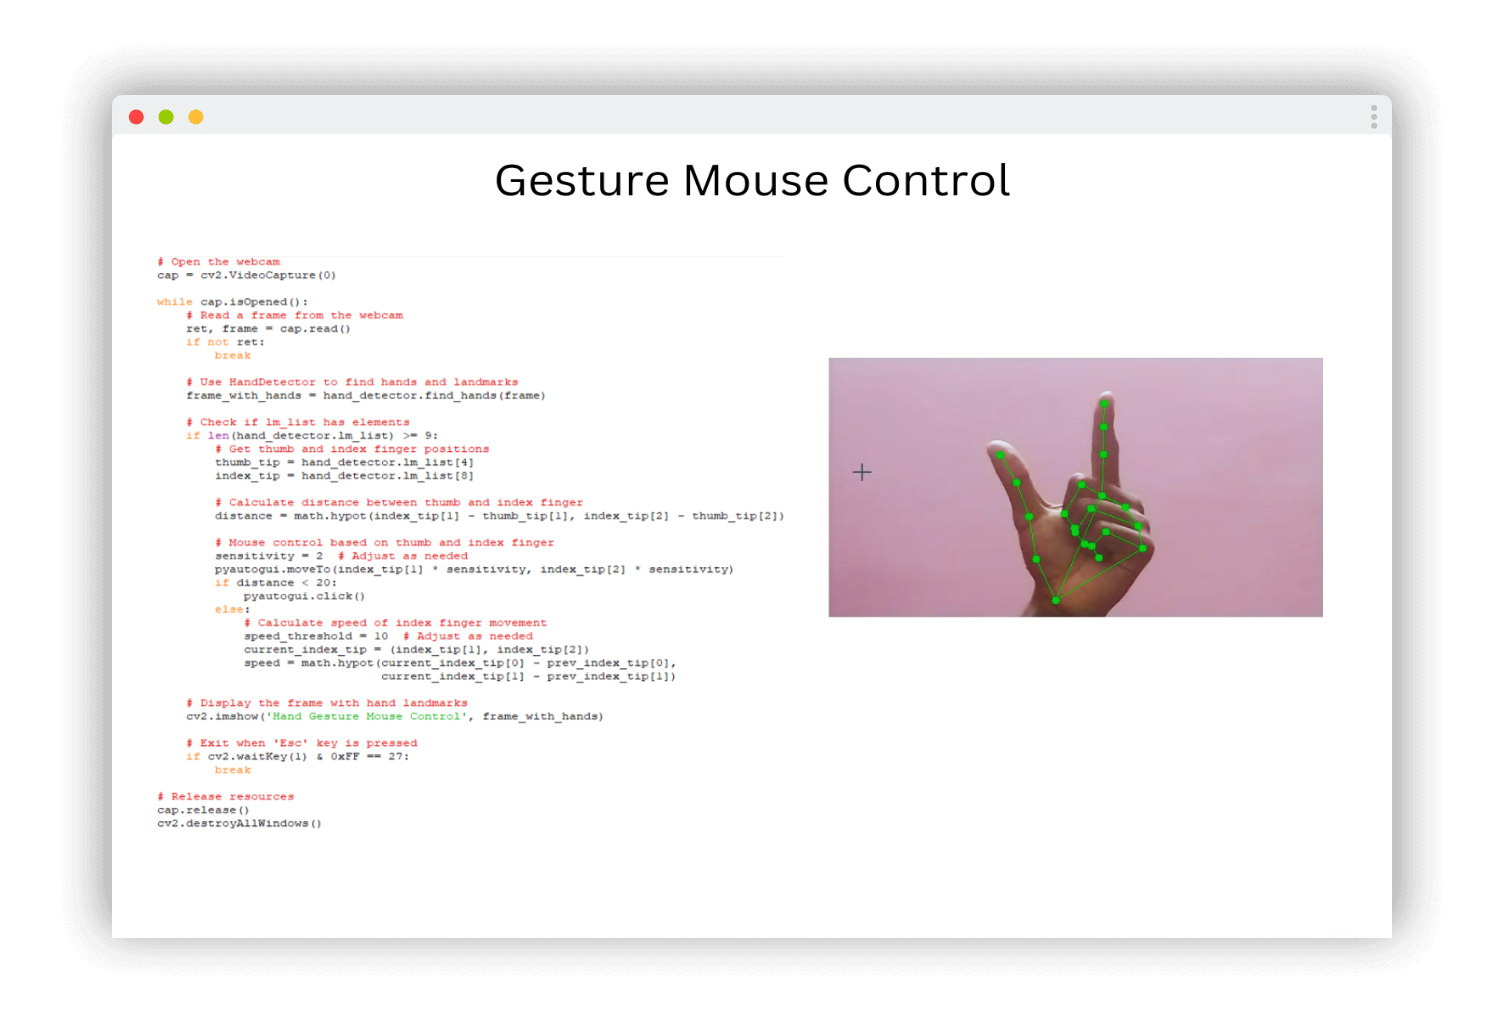 Gesture Mouse Control
# Open the webcam
cap = cv2.VideoCapture(0)
while cap.isOpened():
    # Read a frame from the webcam
    ret, frame = cap.read()
    if not ret:
        break
    # Use HandDetector to find hands and landmarks
    frame_with_hands = hand_detector.find_hands(frame)
    # Check if lm_list has elements
    if len(hand_detector.lm_list) >= 9:
        # Get thumb and index finger positions
        thumb_tip = hand_detector.lm_list[4]
        index_tip = hand_detector.lm_list[8]
        # Calculate distance between thumb and index finger
        distance = math.hypot(index_tip[1] - thumb_tip[1], index_tip[2] - thumb_tip[2])
        # Mouse control based on thumb and index finger
        sensitivity = 2  # Adjust as needed
        pyautogui.moveTo(index_tip[1] * sensitivity, index_tip[2] * sensitivity)
        if distance < 20:
            pyautogui.click()
        else:
            # Calculate speed of index finger movement
            speed_threshold = 10  # Adjust as needed
            current_index_tip = (index_tip[1], index_tip[2])
            speed = math.hypot(current_index_tip[0] - prev_index_tip[0],
                               current_index_tip[1] - prev_index_tip[1])
    # Display the frame with hand landmarks
    cv2.imshow('Hand Gesture Mouse Control', frame_with_hands)
    # Exit when 'Esc' key is pressed
    if cv2.waitKey(1) & 0xFF == 27:
        break
# Release resources
cap.release()
cv2.destroyAllWindows()